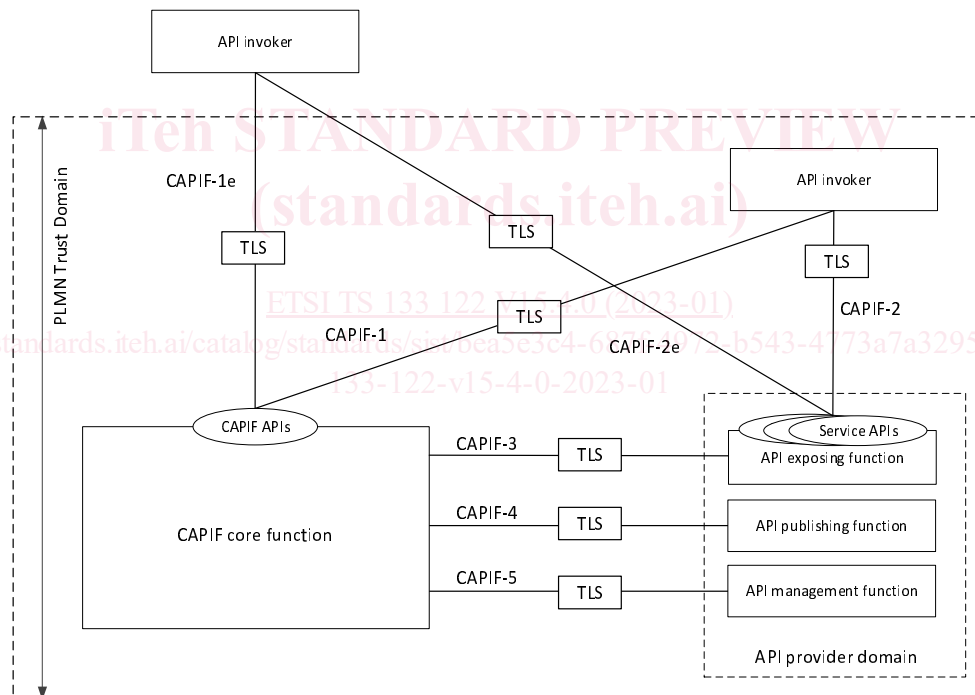 API invoker
iTeh STANDARD PREVIEW
(standards.iteh.ai)
PLMN Trust Domain
CAPIF-1e
API invoker
TLS
TLS
TLS
ETSI TS 133 122 V15.4.0 (2023-01)
TLS
CAPIF-2
CAPIF-1
CAPIF-2e
133-122-v15-4-0-2023-01
CAPIF APIs
Service APIs
CAPIF-3
TLS
API exposing function
CAPIF core function
CAPIF-4
TLS
API publishing function
CAPIF-5
TLS
API management function
API provider domain